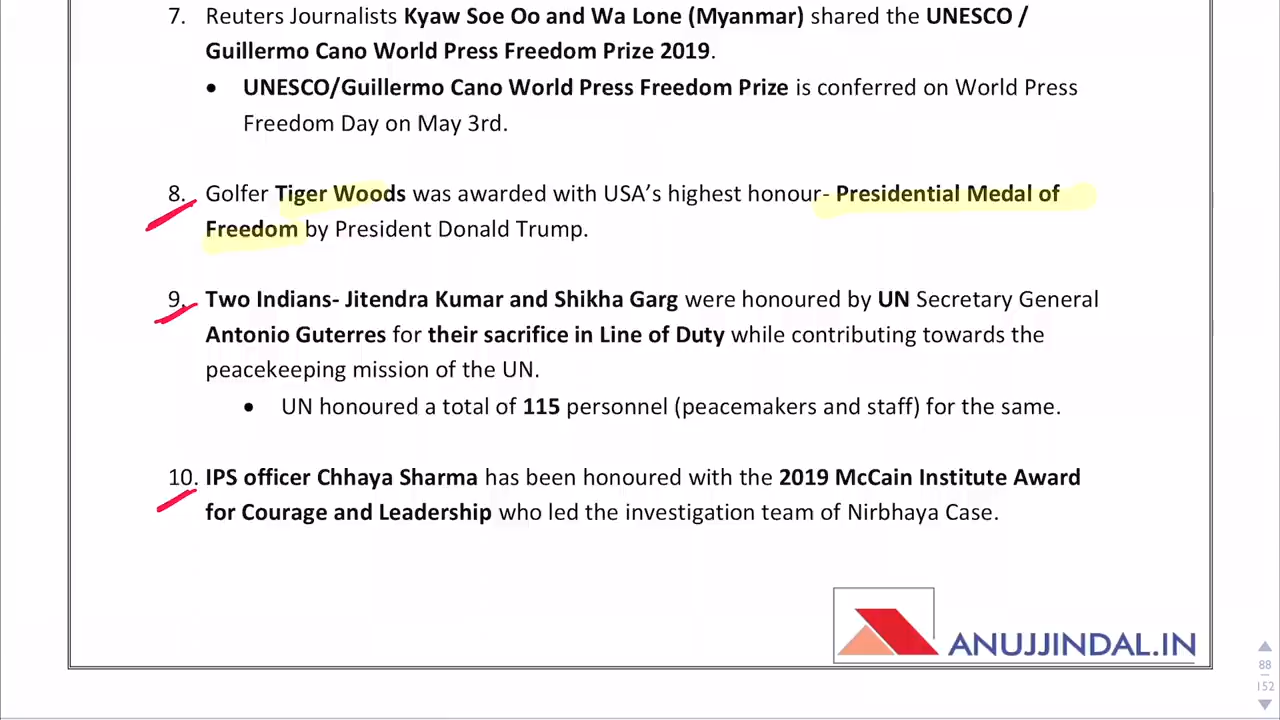 7. Reuters Journalists Kyaw Soe Oo and Wa Lone (Myanmar) shared the UNESCO /
Guillermo Cano World Press Freedom Prize 2019.
• UNESCO/Guillermo Cano World Press Freedom Prize is conferred on World Press
Freedom Day on May 3rd.
8. Golfer Tiger Woods was awarded with USA's highest honour- Presidential Medal of
Freedom by President Donald Trump.
9. Two Indians- Jitendra Kumar and Shikha Garg were honoured by UN Secretary General
Antonio Guterres for their sacrifice in Line of Duty while contributing towards the
peacekeeping mission of the UN.
• UN honoured a total of 115 personnel (peacemakers and staff) for the same.
10. IPS officer Chhaya Sharma has been honoured with the 2019 McCain Institute Award
for Courage and Leadership who led the investigation team of Nirbhaya Case.
ANUJJINDAL.IN
88
152